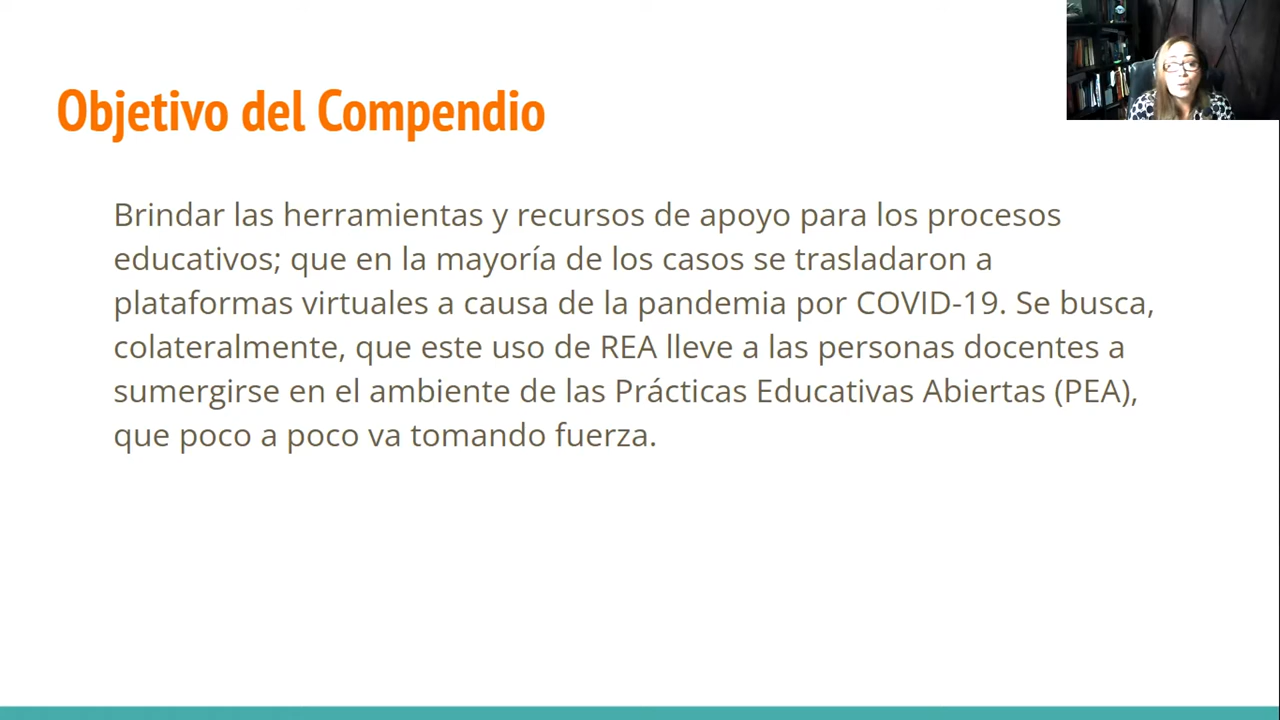 Objetivo del Compendio
Brindar las herramientas y recursos de apoyo para los procesos
educativos; que en la mayoría de los casos se trasladaron a
plataformas virtuales a causa de la pandemia por COVID-19. Se busca,
colateralmente, que este uso de REA lleve a las personas docentes a
sumergirse en el ambiente de las Prácticas Educativas Abiertas (PEA),
que poco a poco va tomando fuerza.